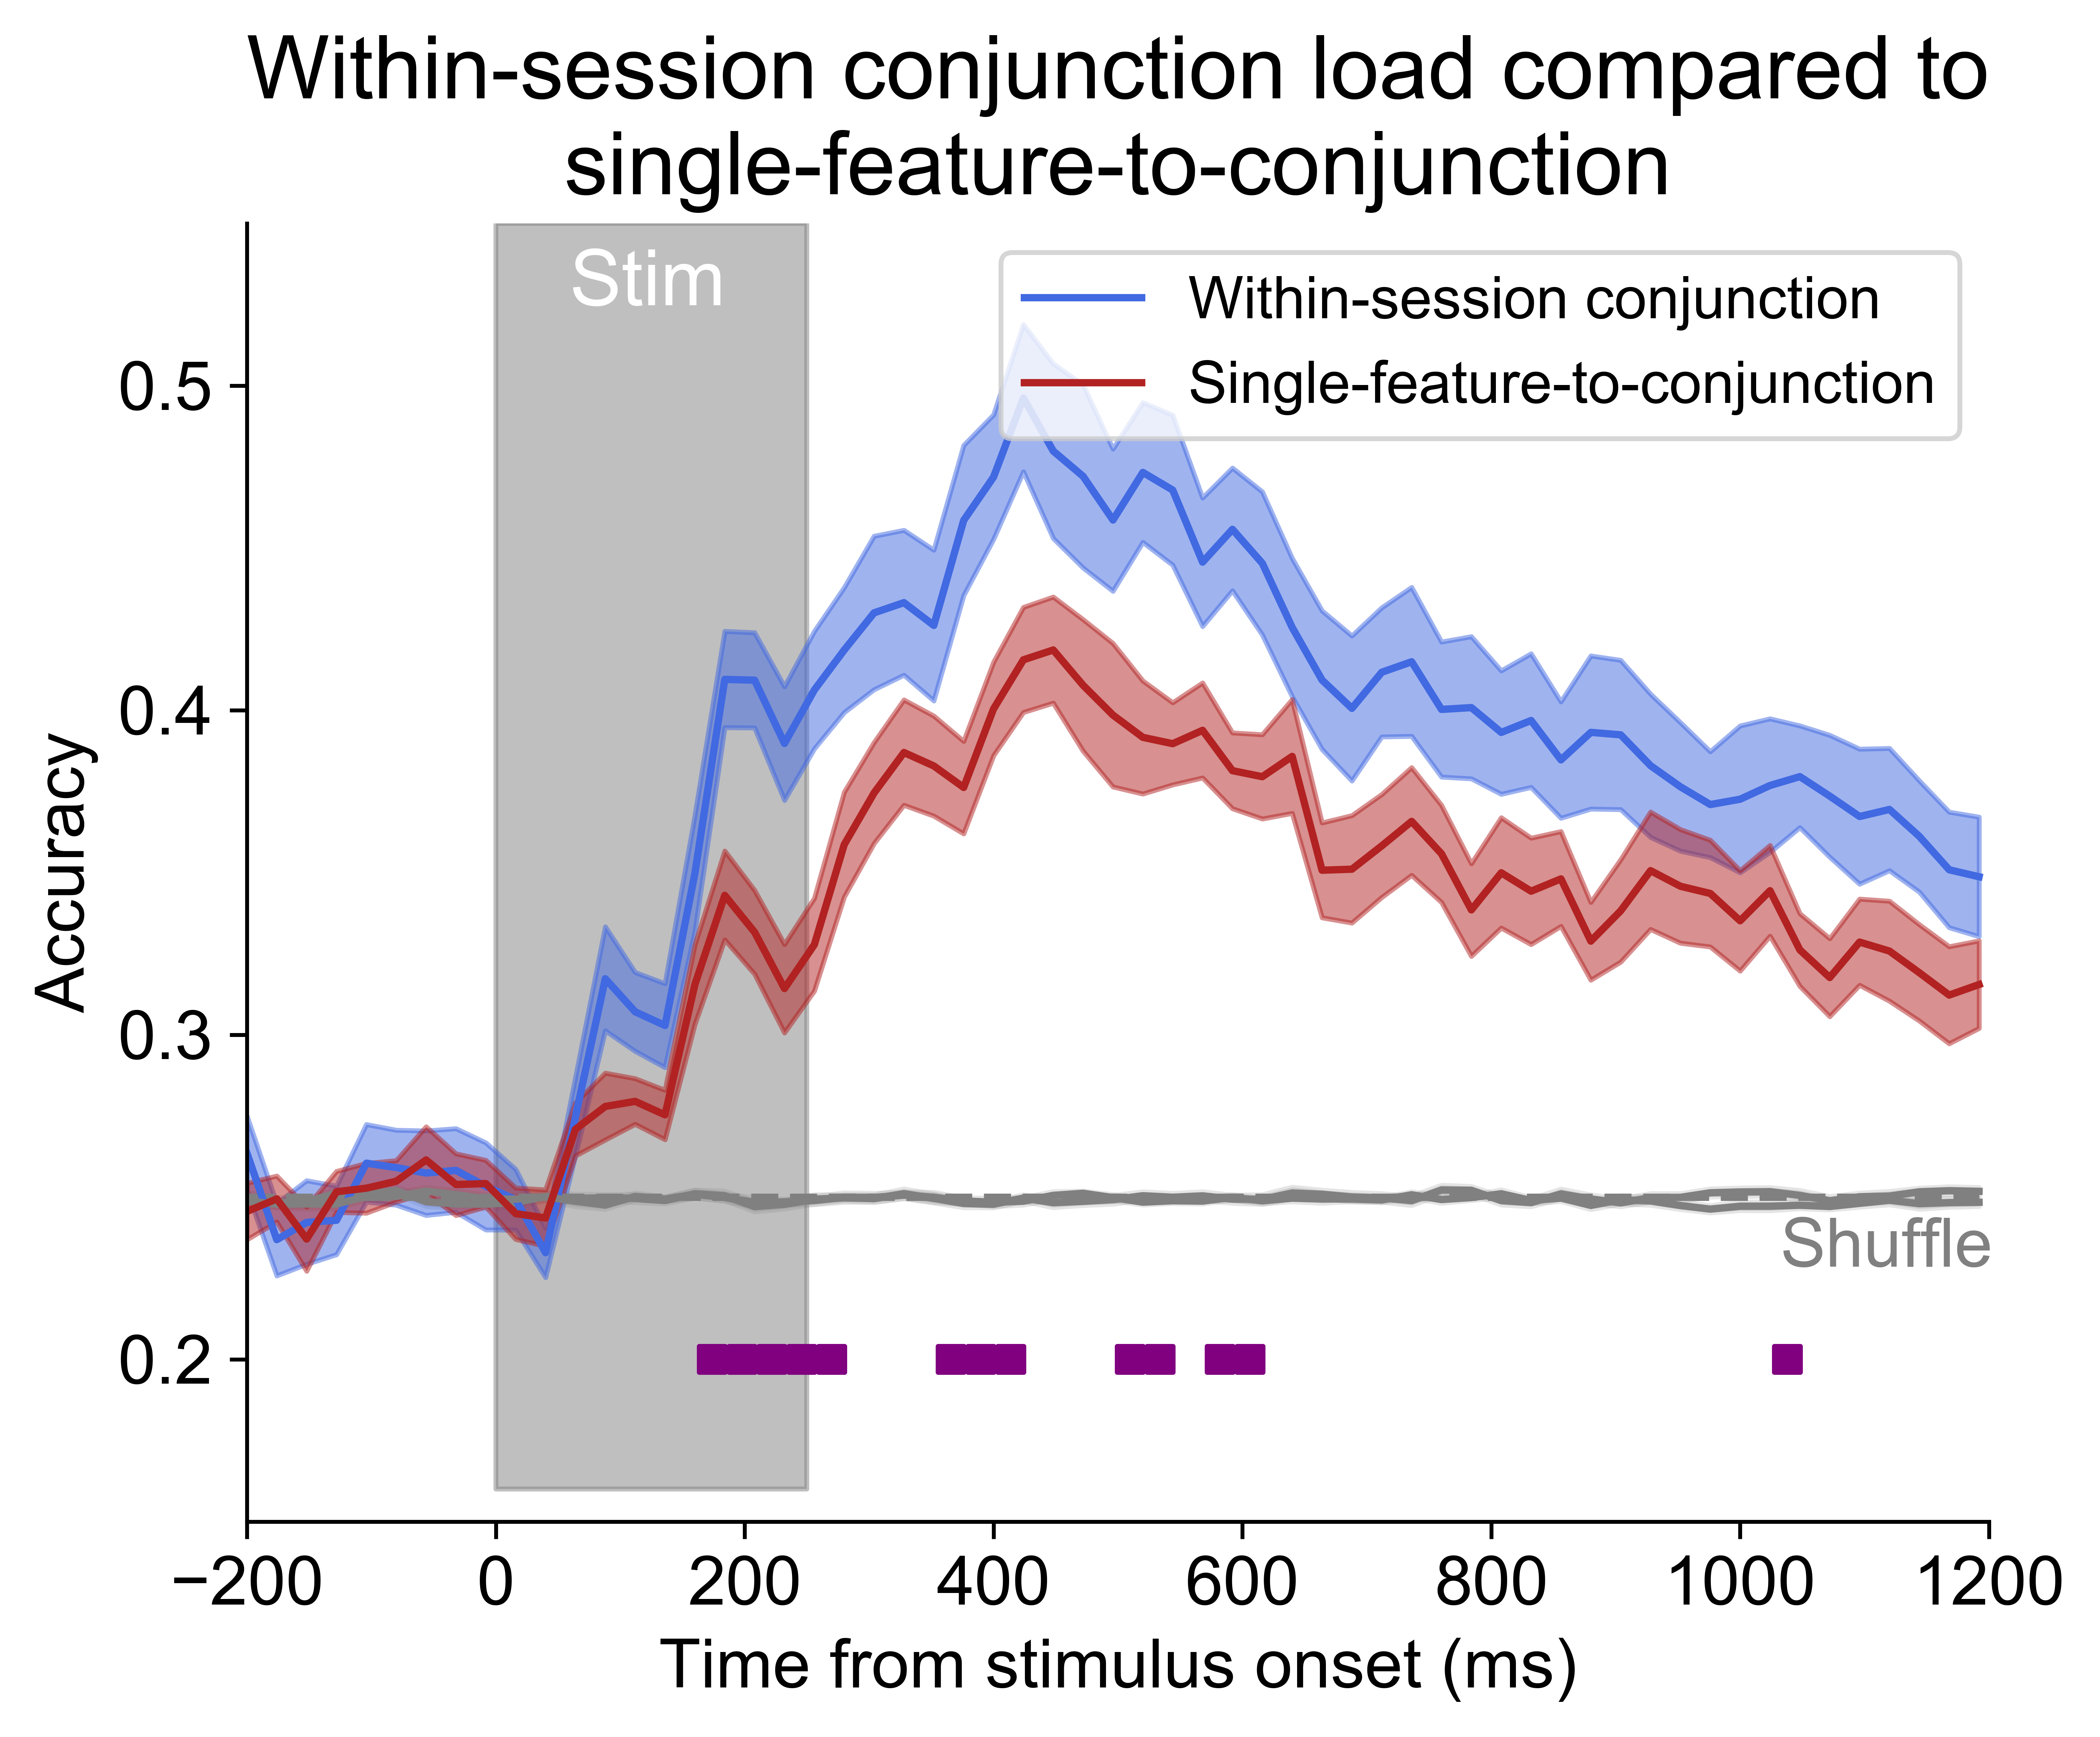 Within-session conjunction load compared to
single-feature-to-conjunction
Stim
Within-session conjunction
Single-feature-to-conjunction
0.5
0.4
0.3
0.2
Accuracy
Shuffle
−200 0 200 400 600 800 1000 1200
Time from stimulus onset (ms)